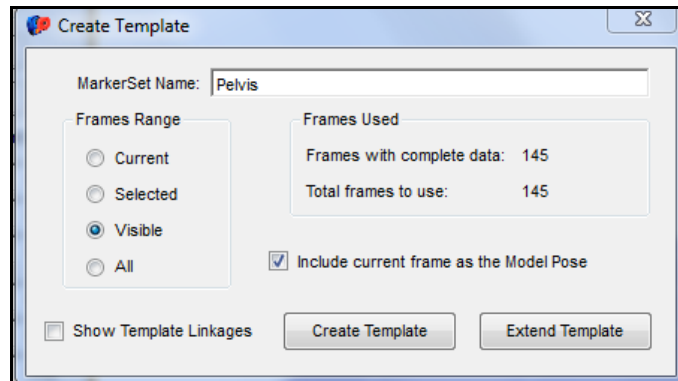 Create Template
MarkerSet Name: Pelvis
Frames Range
Current
Selected
Visible
All
Frames Used
Frames with complete data: 145
Total frames to use: 145
Include current frame as the Model Pose
Show Template Linkages
Create Template
Extend Template